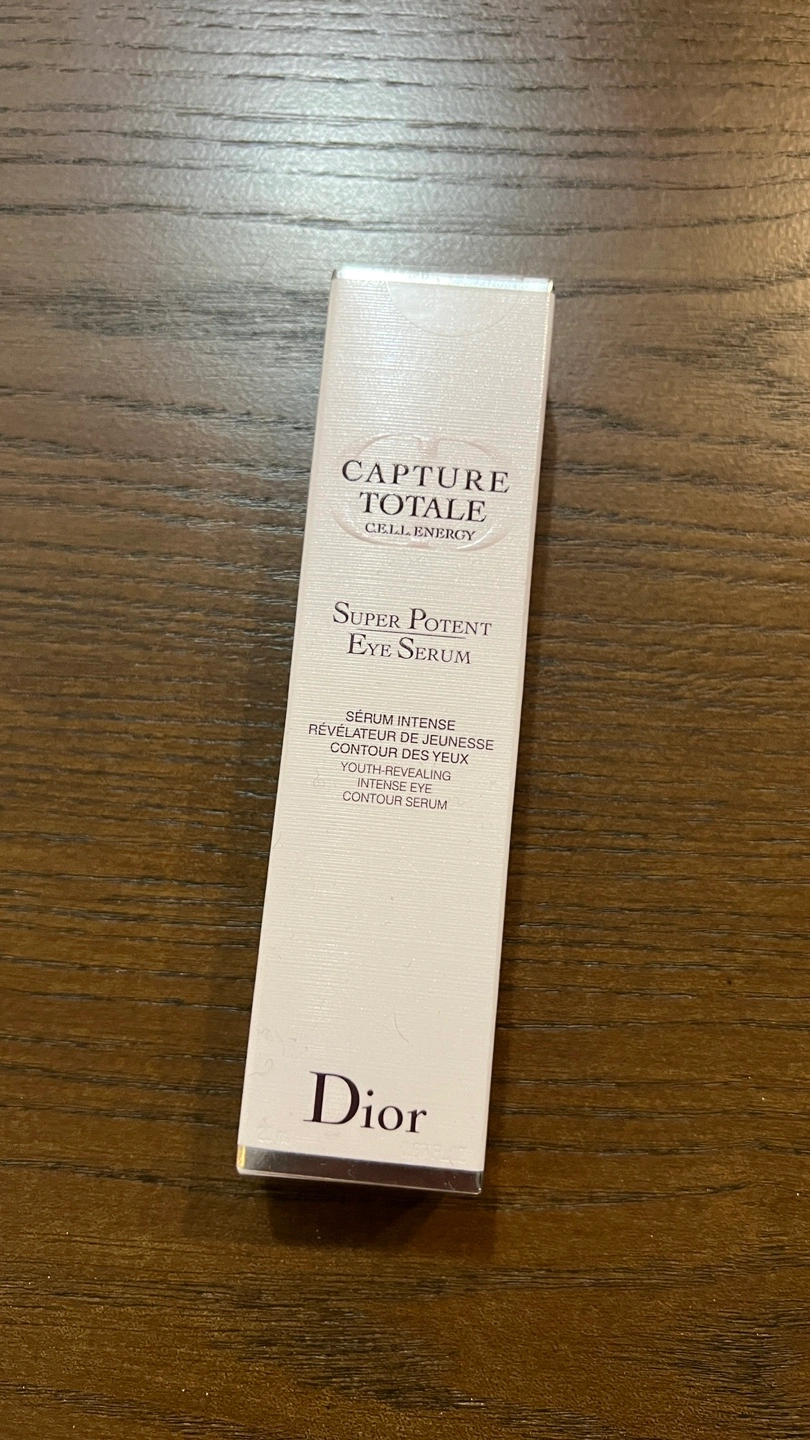 CAPTURE
TOTALE
C.E.L.L. ENERGY
SUPER POTENT
EYE SERUM
SÉRUM INTENSE
RÉVÉLATEUR DE JEUNESSE
CONTOUR DES YEUX
YOUTH-REVEALING
INTENSE EYE
CONTOUR SERUM
Dior